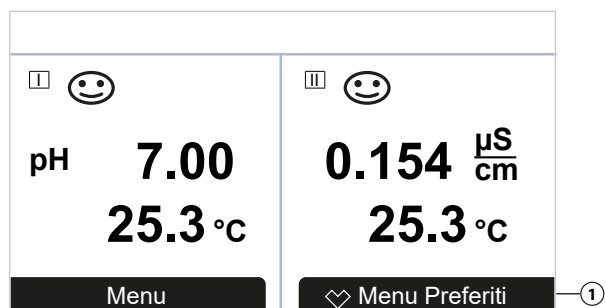 I
pH 7.00
25.3 °C
Menu
II
0.154 µS/cm
25.3 °C
Menu Preferiti
1